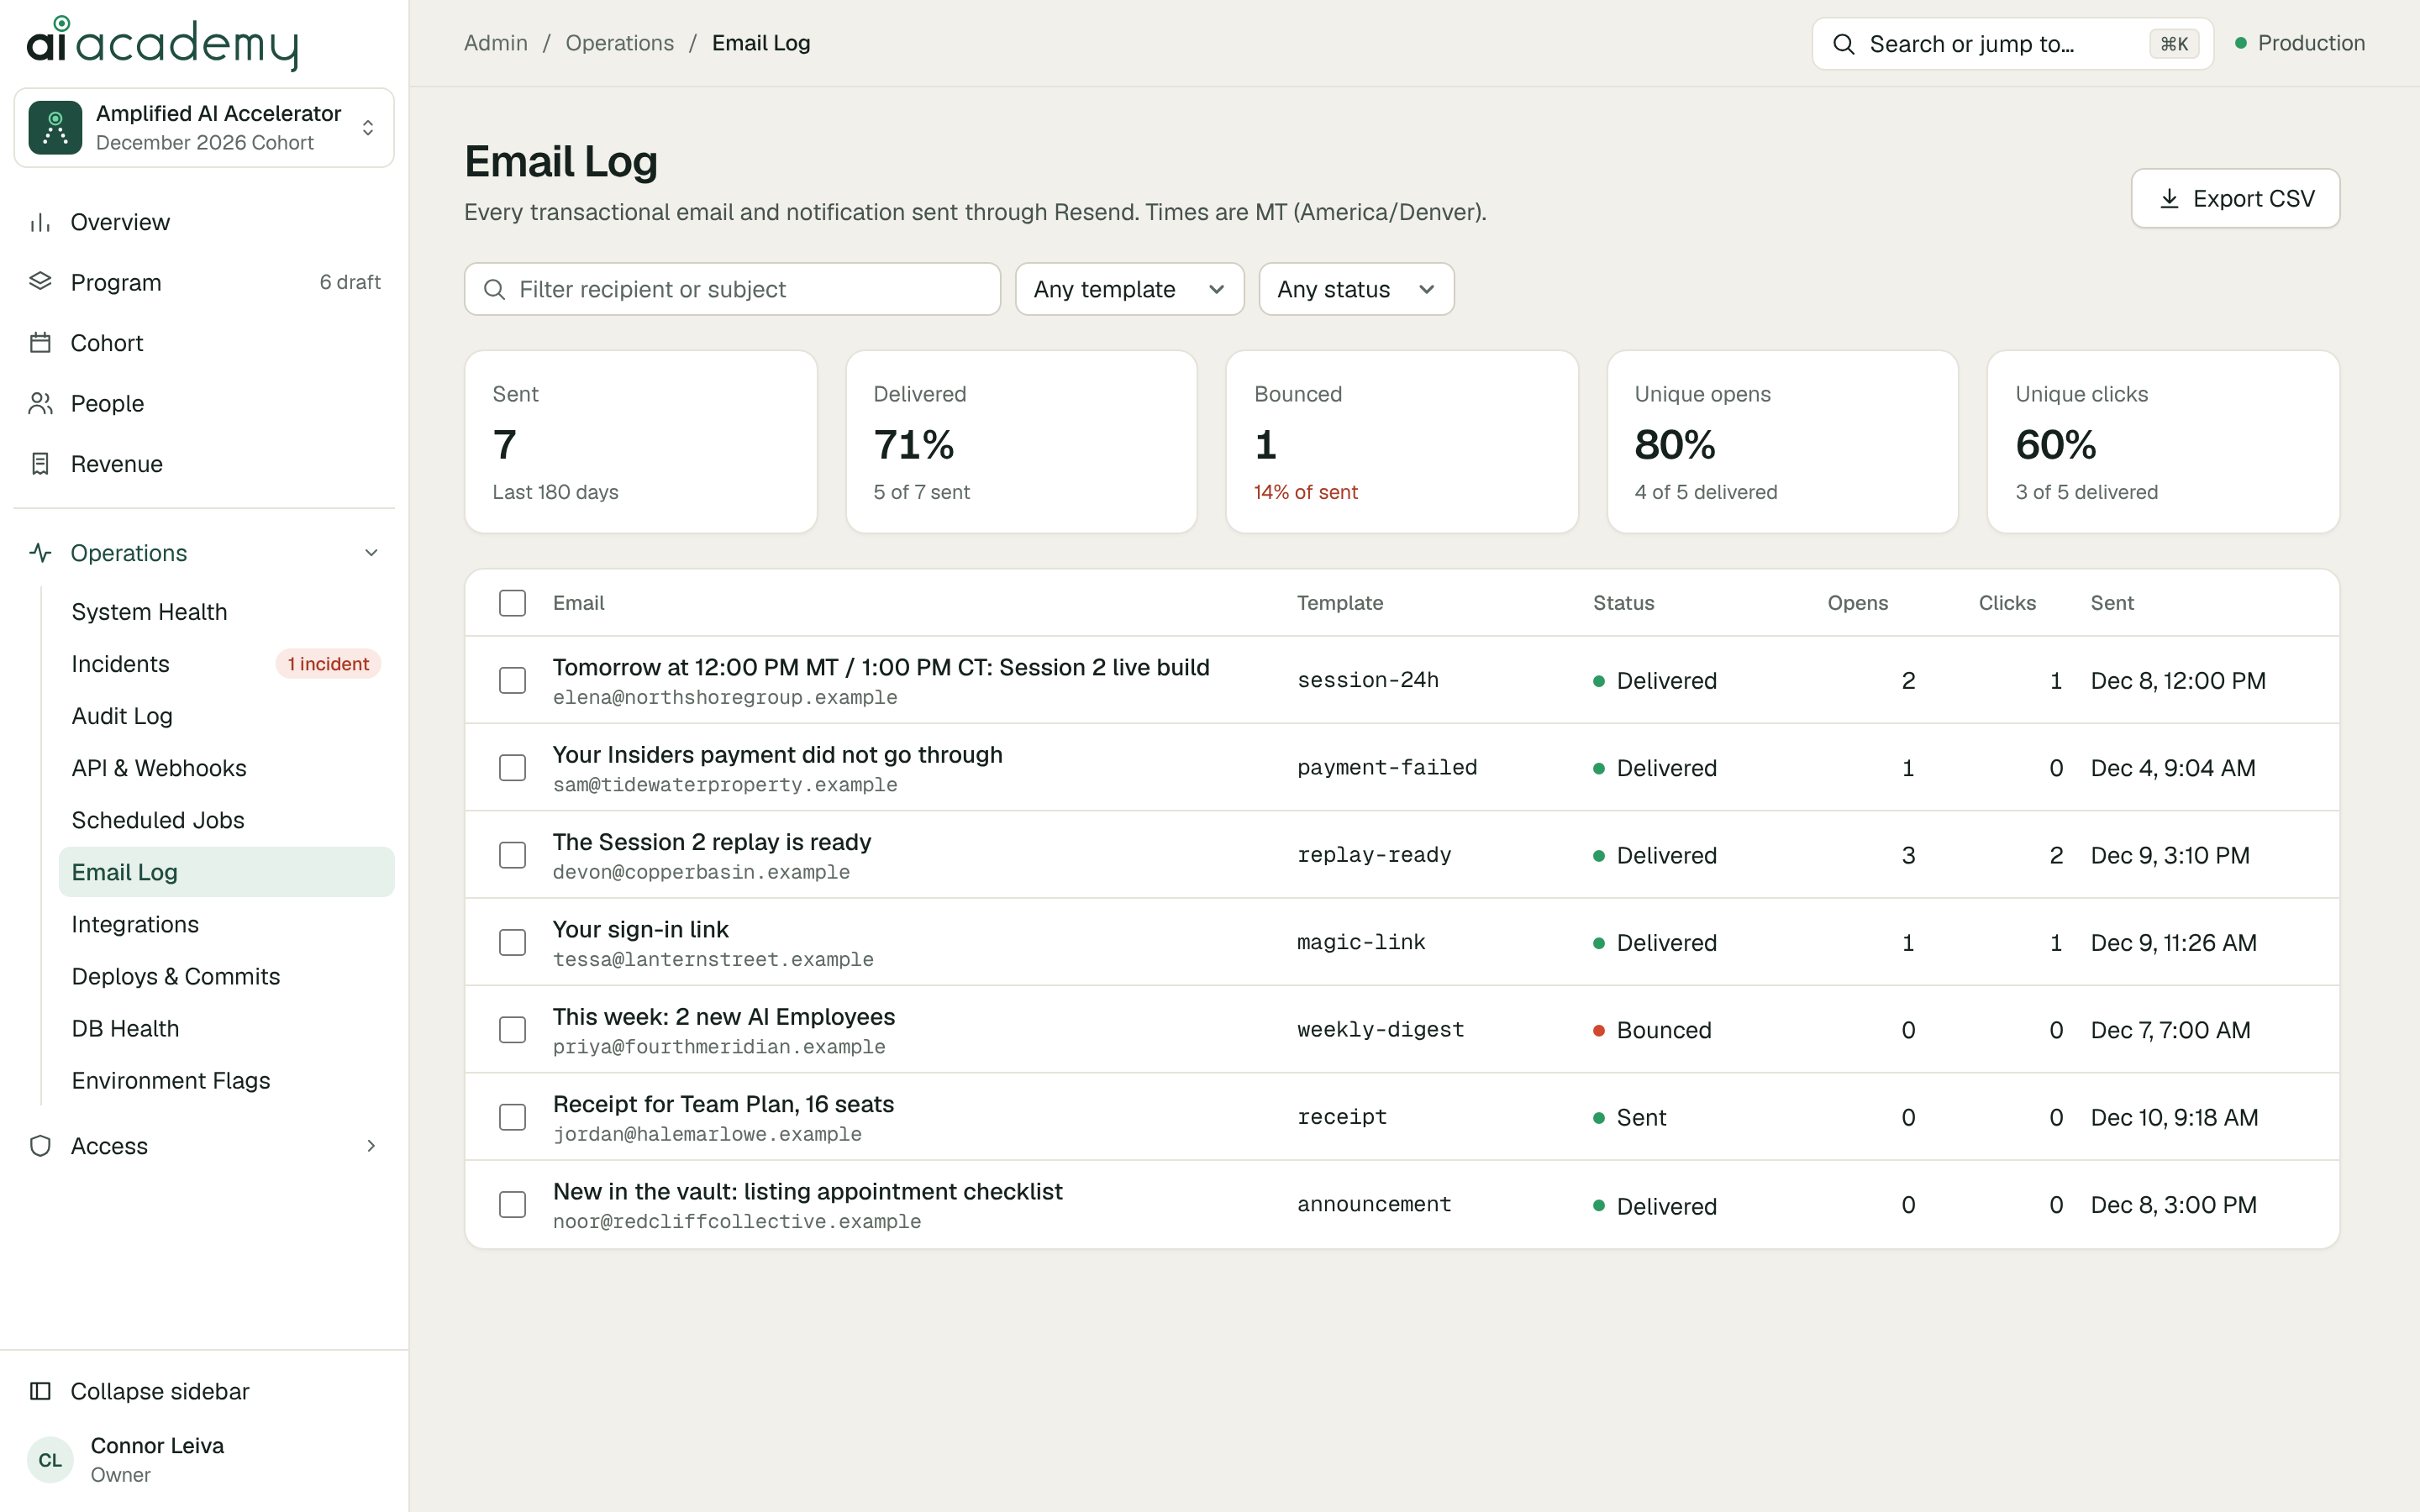 ai academy
Amplified AI Accelerator
December 2026 Cohort
Overview
Program 6 draft
Cohort
People
Revenue
Operations
System Health
Incidents 1 incident
Audit Log
API & Webhooks
Scheduled Jobs
Email Log
Integrations
Deploys & Commits
DB Health
Environment Flags
Access
Collapse sidebar
CL
Connor Leiva
Owner
Admin / Operations / Email Log
Search or jump to... ⌘K
Production
Email Log
Every transactional email and notification sent through Resend. Times are MT (America/Denver).
Export CSV
Filter recipient or subject
Any template
Any status
Sent
7
Last 180 days
Delivered
71%
5 of 7 sent
Bounced
1
14% of sent
Unique opens
80%
4 of 5 delivered
Unique clicks
60%
3 of 5 delivered
Email Template Status Opens Clicks Sent
Tomorrow at 12:00 PM MT / 1:00 PM CT: Session 2 live build
elena@northshoregroup.example
session-24h Delivered 2 1 Dec 8, 12:00 PM
Your Insiders payment did not go through
sam@tidewaterproperty.example
payment-failed Delivered 1 0 Dec 4, 9:04 AM
The Session 2 replay is ready
devon@copperbasin.example
replay-ready Delivered 3 2 Dec 9, 3:10 PM
Your sign-in link
tessa@lanternstreet.example
magic-link Delivered 1 1 Dec 9, 11:26 AM
This week: 2 new AI Employees
priya@fourthmeridian.example
weekly-digest Bounced 0 0 Dec 7, 7:00 AM
Receipt for Team Plan, 16 seats
jordan@halemarlowe.example
receipt Sent 0 0 Dec 10, 9:18 AM
New in the vault: listing appointment checklist
noor@redcliffcollective.example
announcement Delivered 0 0 Dec 8, 3:00 PM